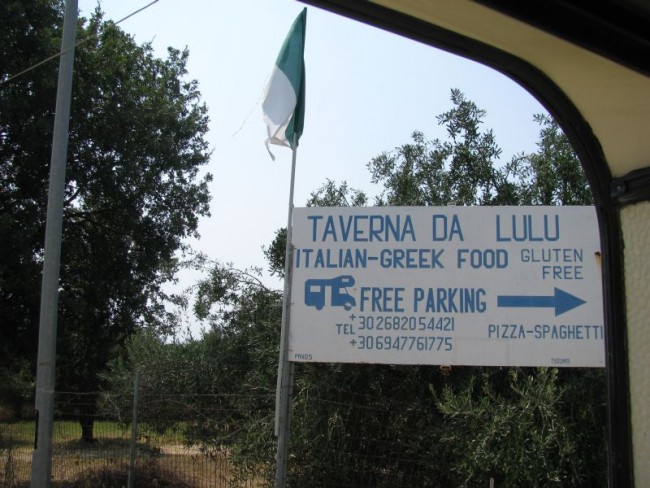 TAVERNA DA LULU
ITALIAN-GREEK FOOD GLUTEN FREE
FREE PARKING
TEL +302682054421
+306947761775
PIZZA-SPAGHETTI